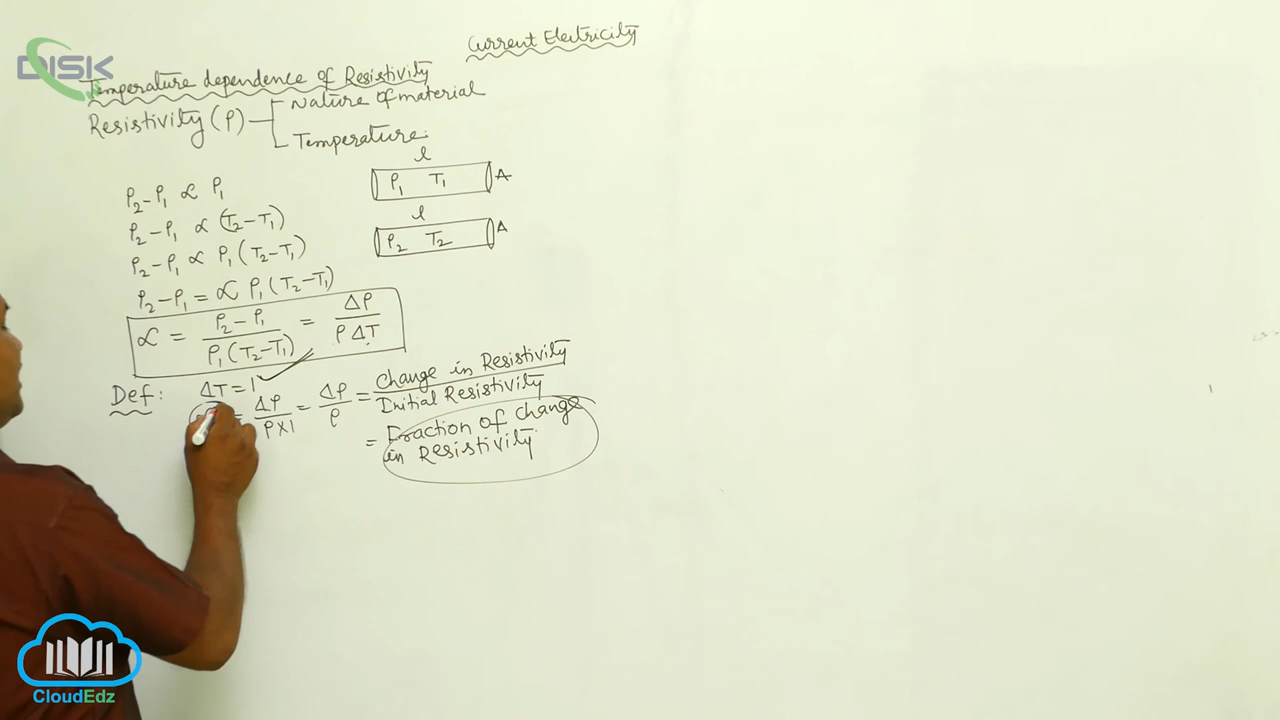 Current Electricity
DISK
Temperature dependence of Resistivity
Resistivity (ρ) — Nature of material
Temperature.
l
ρ₁ T₁ A
l
ρ₂ T₂ A
ρ₂-ρ₁ ∝ ρ₁
ρ₂-ρ₁ ∝ (T₂-T₁)
ρ₂-ρ₁ ∝ ρ₁(T₂-T₁)
ρ₂-ρ₁ = ∝ ρ₁(T₂-T₁)
∝ = ρ₂-ρ₁ / ρ₁(T₂-T₁) = Δρ / ρΔT
Def: ΔT=1
= Δρ / ρ×1 = Δρ / ρ = Change in Resistivity / Initial Resistivity
= Fraction of change
in Resistivity
CloudEdz